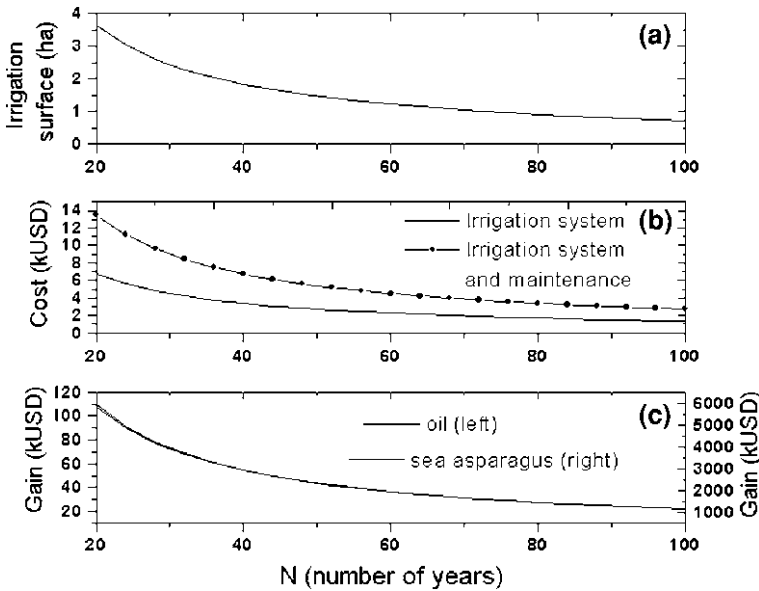 Irrigation
surface (ha)
4
3
2
1
0
(a)
20 40 60 80 100
Cost (kUSD)
14
12
10
8
6
4
2
0
Irrigation system
Irrigation system
and maintenance
(b)
20 40 60 80 100
Gain (kUSD)
120
100
80
60
40
20
oil (left)
sea asparagus (right)
(c)
6000
5000
4000
3000
2000
1000
Gain (kUSD)
20 40 60 80 100
N (number of years)